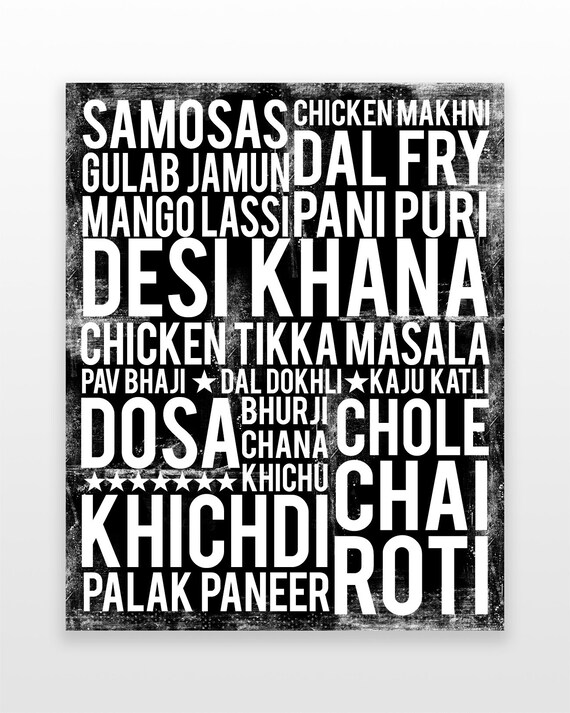 SAMOSAS
GULAB JAMUN
MANGO LASSI
CHICKEN MAKHNI
DAL FRY
PANI PURI
DESI KHANA
CHICKEN TIKKA MASALA
PAV BHAJI ★ DAL DOKHLI ★ KAJU KATLI
DOSA
BHURJI
CHANA
KHICHU
★★★★★★★
KHICHDI
PALAK PANEER
CHOLE
CHAI
ROTI